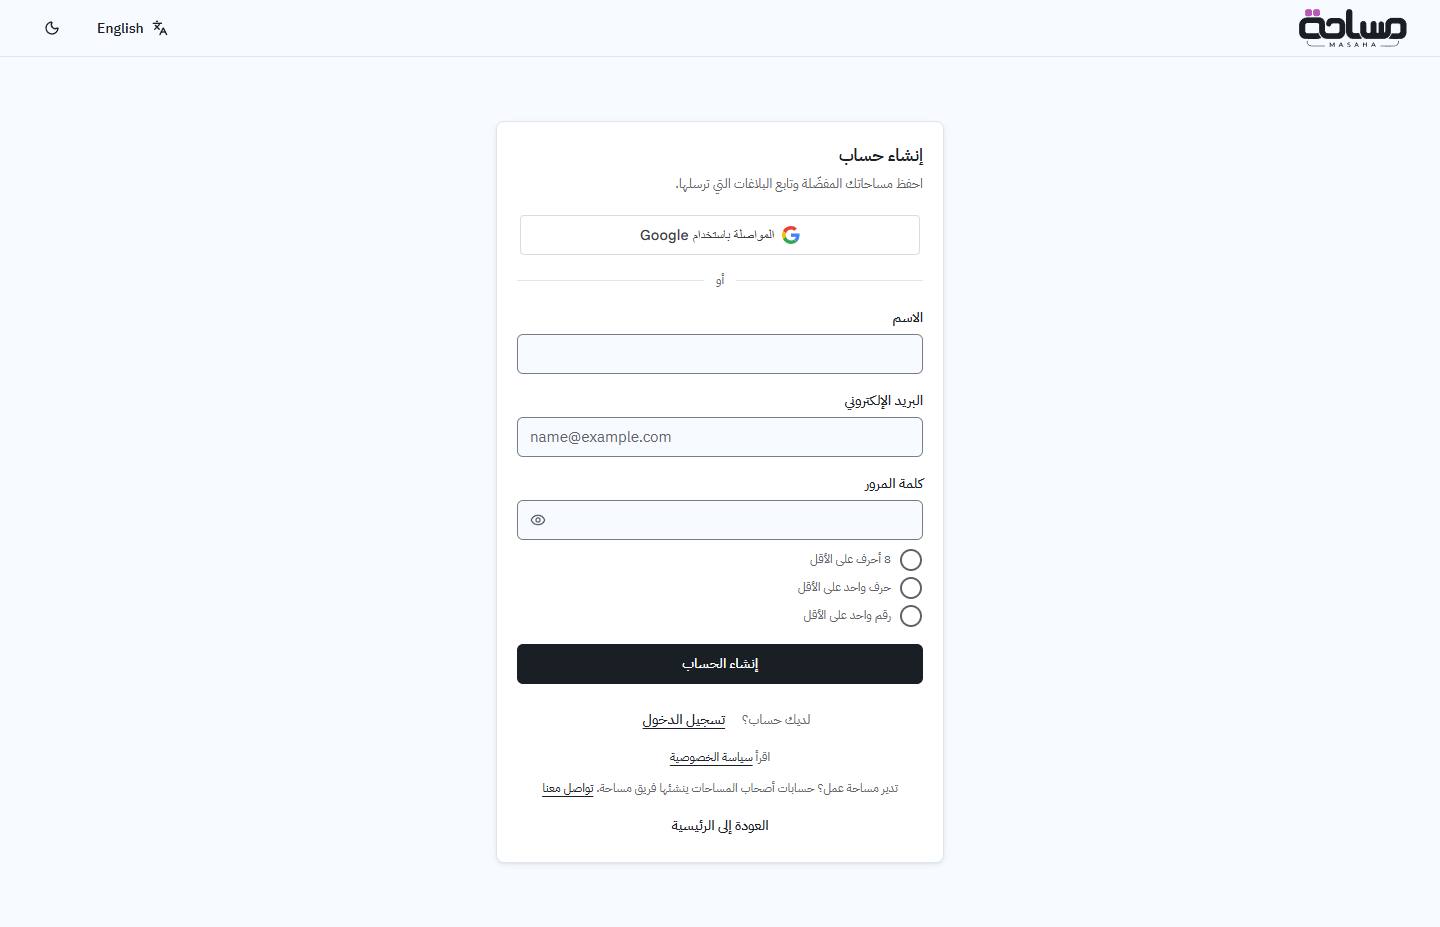 مساحة
MASAHA
English
إنشاء حساب
احفظ مساحاتك المفضّلة وتابع البلاغات التي ترسلها.
المواصلة باستخدام Google
أو
الاسم
البريد الإلكتروني
name@example.com
كلمة المرور
8 أحرف على الأقل
حرف واحد على الأقل
رقم واحد على الأقل
إنشاء الحساب
لديك حساب؟ تسجيل الدخول
اقرأ سياسة الخصوصية
تدير مساحة عمل؟ حسابات أصحاب المساحات ينشئها فريق مساحة. تواصل معنا
العودة إلى الرئيسية